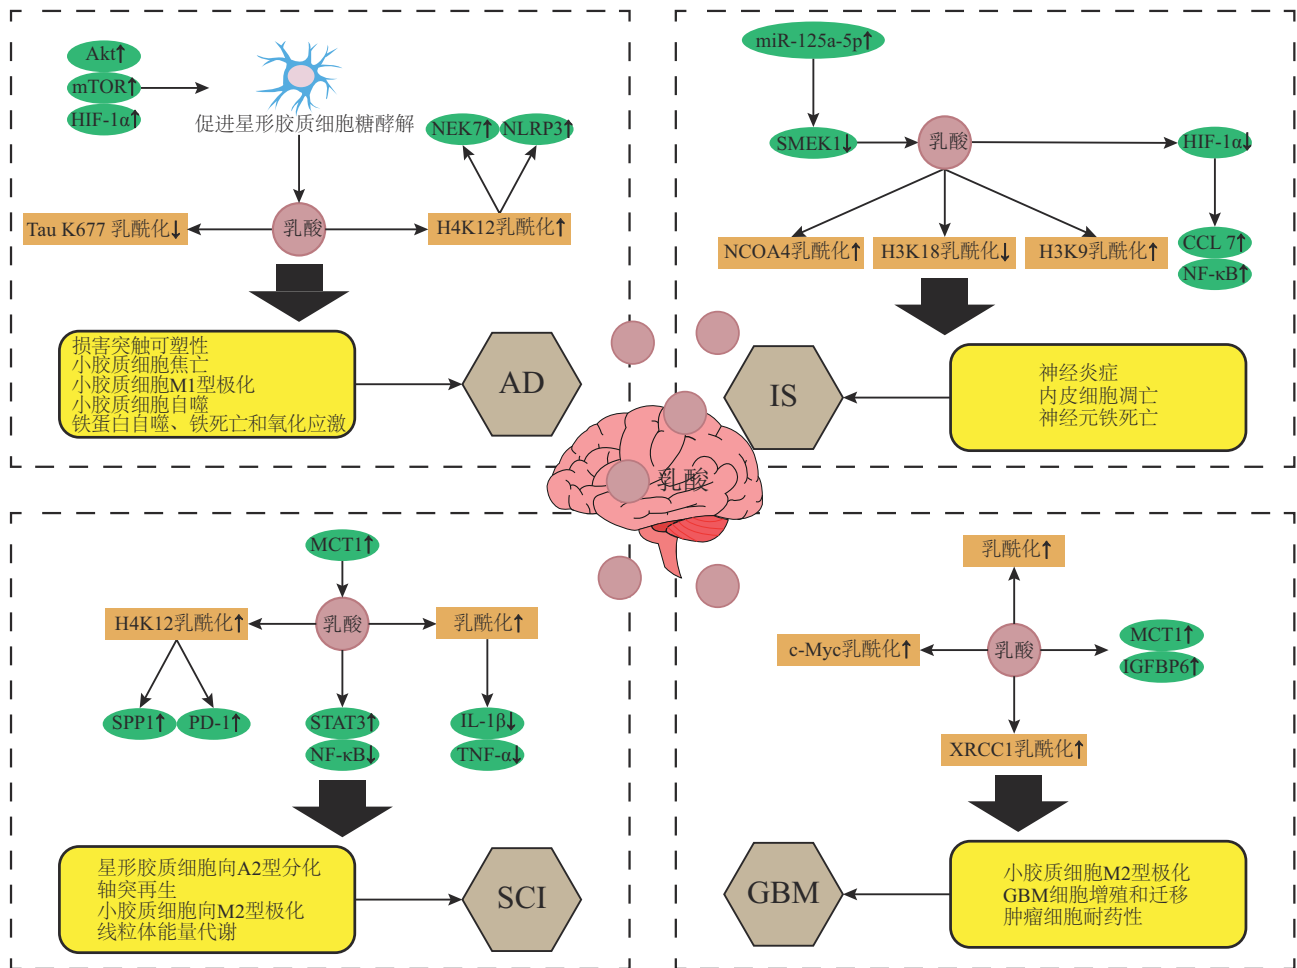 Akt↑
mTOR↑
HIF-1α↑
促进星形胶质细胞糖酵解
NEK7↑
NLRP3↑
Tau K677 乳酰化↓
乳酸
H4K12乳酰化↑
损害突触可塑性
小胶质细胞焦亡
小胶质细胞M1型极化
小胶质细胞自噬
铁蛋白自噬、铁死亡和氧化应激
AD
miR-125a-5p↑
SMEK1↓
乳酸
HIF-1α↓
NCOA4乳酰化↑
H3K18乳酰化↓
H3K9乳酰化↑
CCL 7↑
NF-κB↑
IS
神经炎症
内皮细胞凋亡
神经元铁死亡
乳酸
MCT1↑
H4K12乳酰化↑
乳酸
乳酰化↑
SPP1↑
PD-1↑
STAT3↑
NF-κB↓
IL-1β↓
TNF-α↓
星形胶质细胞向A2型分化
轴突再生
小胶质细胞向M2型极化
线粒体能量代谢
SCI
乳酰化↑
c-Myc乳酰化↑
乳酸
MCT1↑
IGFBP6↑
XRCC1乳酰化↑
GBM
小胶质细胞M2型极化
GBM细胞增殖和迁移
肿瘤细胞耐药性